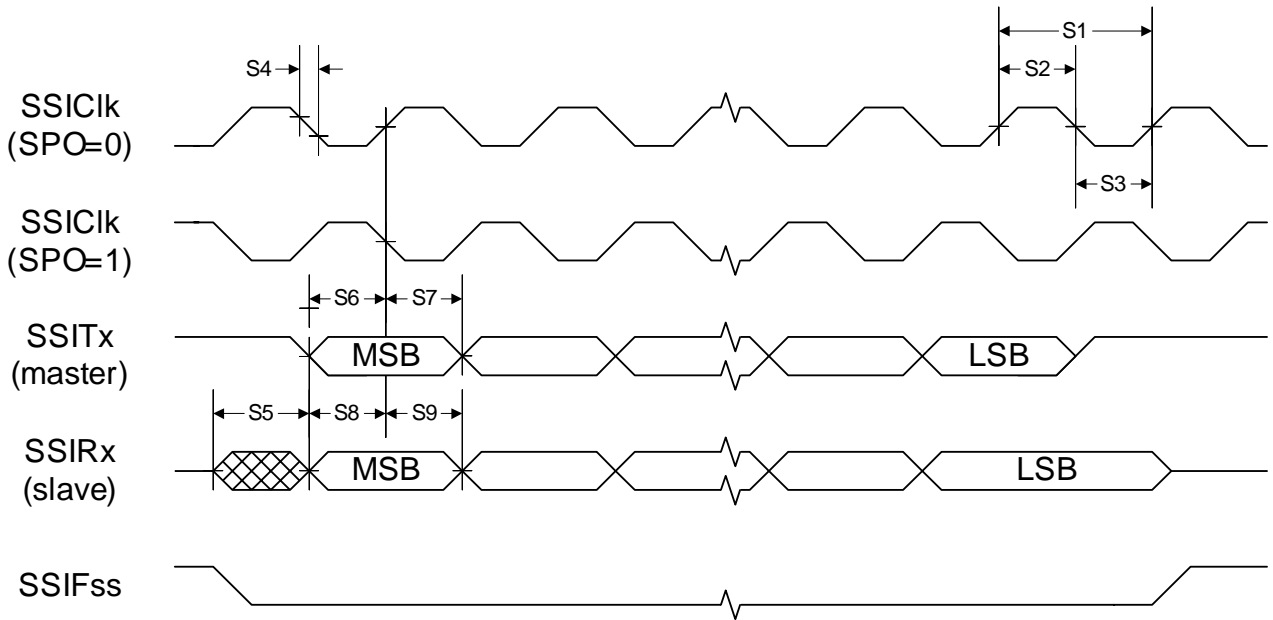 S1
S4
S2
SSIClk
(SPO=0)
S3
SSIClk
(SPO=1)
S6
S7
SSITx
(master)
MSB
LSB
S5
S8
S9
SSIRx
(slave)
MSB
LSB
SSIFss